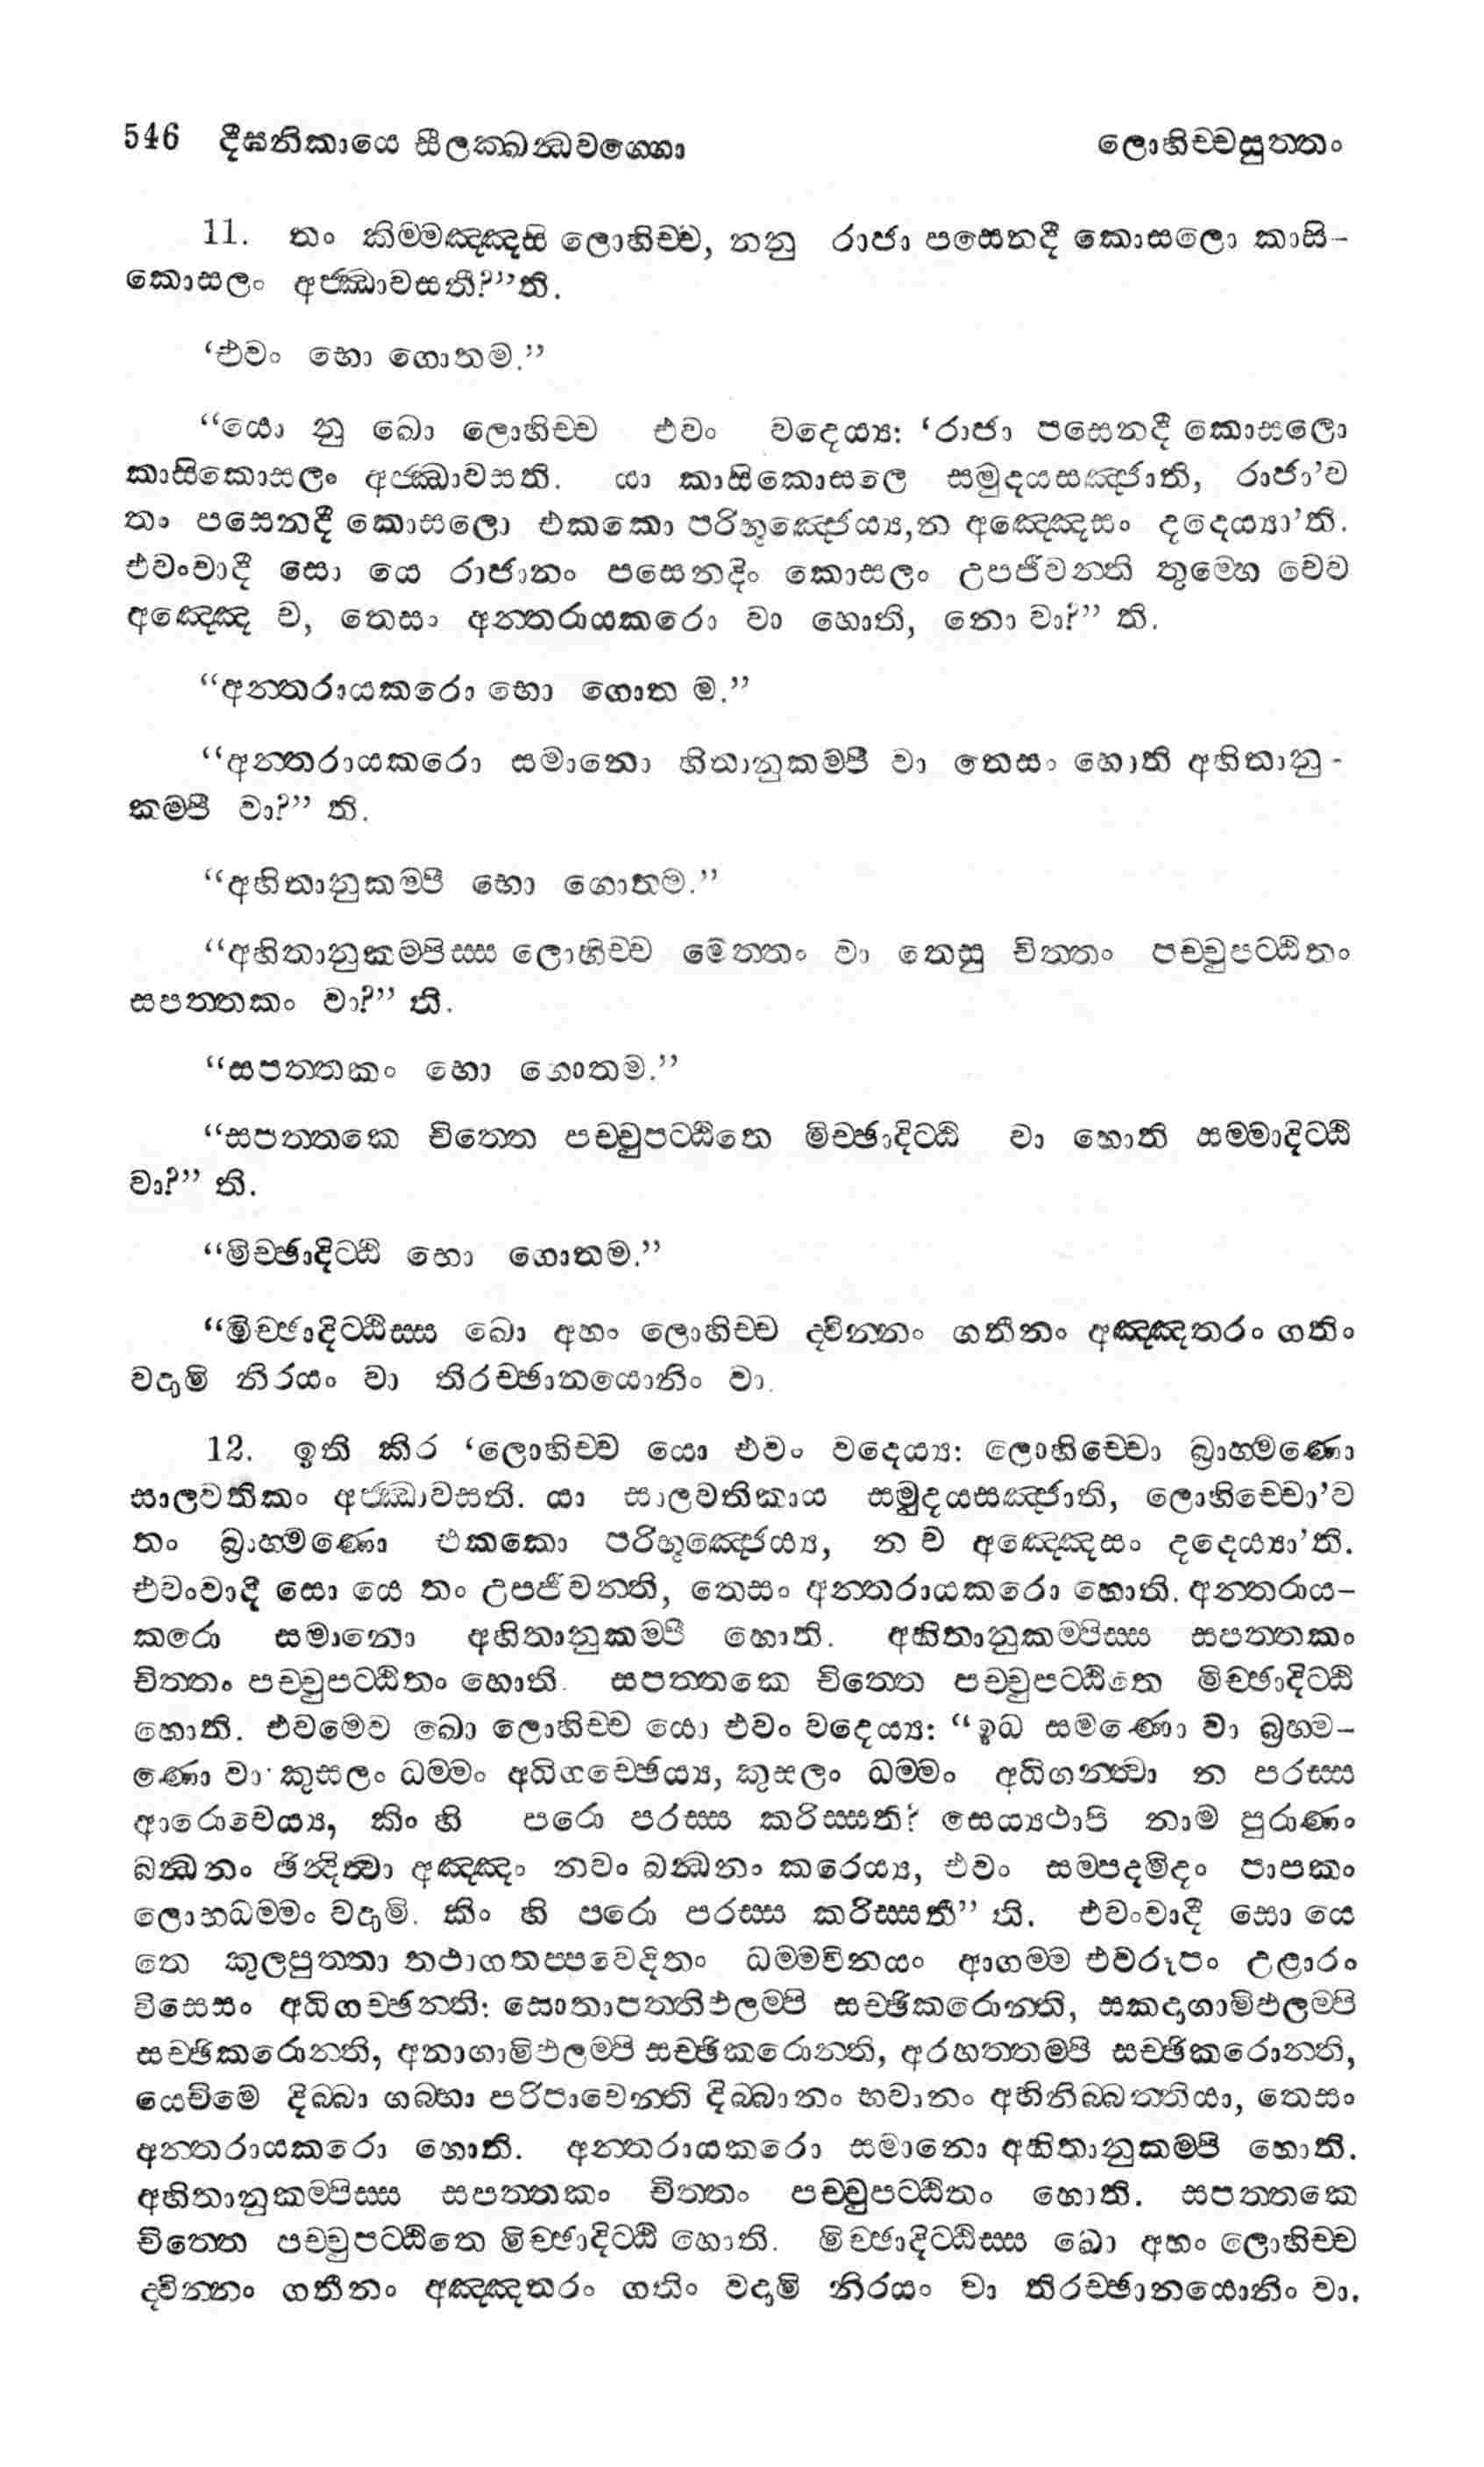 546 දීඝනිකායෙ සීලක්ඛන්ධවග්ගො ලොහිච්චසුත්තං
11. තං කිම්මඤ්ඤසි ලොහිච්ච, නනු රාජා පසෙනදී කොසලො කාසි-
කොසලං අජ්ඣාවසතී?”ති.
‘එවං භො ගොතම.”
“යො නු ඛො ලොහිච්ච එවං වදෙය්‍ය: ‘රාජා පසෙනදී කොසලො
කාසිකොසලං අජ්ඣාවසති. යා කාසිකොසලෙ සමුදයසඤ්ජාති, රාජා’ව
තං පසෙනදී කොසලො එකකො පරිභුඤ්ජෙය්‍ය,න අඤ්ඤෙසං දදෙය්‍යා’ති.
එවංවාදී සො යෙ රාජානං පසෙනදිං කොසලං උපජීවන්ති තුම්හෙ චෙව
අඤ්ඤෙ ච, තෙසං අන්තරායකරො වා හොති, නො වා?” ති.
“අන්තරායකරො භො ගොත ම.”
“අන්තරායකරො සමානො හිතානුකම්පී වා තෙසං හොති අහිතානු-
කම්පී වා?” ති.
“අහිතානුකම්පී භො ගොතම.”
“අහිතානුකම්පිස්ස ලොහිච්ච මෙත්තං වා තෙසු චිත්තං පච්චුපට්ඨිතං
සපත්තකං වා?” ති.
“සපත්තකං හො ගොතම.”
“සපත්තකෙ චිත්තෙ පච්චුපට්ඨිතෙ මිච්ඡාදිට්ඨි වා හොති සම්මාදිට්ඨි
වා?” ති.
“මිච්ඡාදිට්ඨි හො ගොතම.”
“මිච්ඡාදිට්ඨිස්ස ඛො අහං ලොහිච්ච ද්වින්නං ගතීනං අඤ්ඤතරං ගතිං
වදාමි නිරයං වා තිරච්ඡානයොනිං වා.
12. ඉති කිර ‘ලොහිච්ච යො එවං වදෙය්‍ය: ලොහිච්චො බ්‍රාහ්මණො
සාලවතිකං අජ්ඣාවසති. යා සාලවතිකාය සමුදයසඤ්ජාති, ලොහිච්චො’ව
තං බ්‍රාහ්මණො එකකො පරිභුඤ්ජෙය්‍ය, න ච අඤ්ඤෙසං දදෙය්‍යා’ති.
එවංවාදී සො යෙ තං උපජීවන්ති, තෙසං අන්තරායකරො හොති. අන්තරාය-
කරො සමානො අහිතානුකම්පී හොති. අහිතානුකම්පිස්ස සපත්තකං
චිත්තං පච්චුපට්ඨිතං හොති. සපත්තකෙ චිත්තෙ පච්චුපට්ඨිතෙ මිච්ඡාදිට්ඨි
හොති. එවමෙව ඛො ලොහිච්ච යො එවං වදෙය්‍ය: “ඉධ සමණො වා බ්‍රහ්ම-
ණො වා කුසලං ධම්මං අධිගච්ඡෙය්‍ය, කුසලං ධම්මං අධිගන්ත්වා න පරස්ස
ආරොචෙය්‍ය, කිං හි පරො පරස්ස කරිස්සති? සෙය්‍යථාපි නාම පුරාණං
බන්ධනං ඡින්දිත්වා අඤ්ඤං නවං බන්ධනං කරෙය්‍ය, එවං සම්පදමිදං පාපකං
ලොභධම්මං වදාමි. කිං හි පරො පරස්ස කරිස්සතී” ති. එවංවාදී සො යෙ
තෙ කුලපුත්තා තථාගතප්පවෙදිතං ධම්මවිනයං ආගම්ම එවරූපං උළාරං
විසෙසං අධිගච්ඡන්ති: සොතාපත්තිඵලම්පි සච්ඡිකරොන්ති, සකදාගාමිඵලම්පි
සච්ඡිකරොන්ති, අනාගාමිඵලම්පි සච්ඡිකරොන්ති, අරහත්තම්පි සච්ඡිකරොන්ති,
යෙචිමෙ දිබ්බා ගබ්භා පරිපාචෙන්ති දිබ්බානං භවානං අභිනිබ්බත්තියා, තෙසං
අන්තරායකරො හොති. අන්තරායකරො සමානො අහිතානුකම්පී හොති.
අහිතානුකම්පිස්ස සපත්තකං චිත්තං පච්චුපට්ඨිතං හොති. සපත්තකෙ
චිත්තෙ පච්චුපට්ඨිතෙ මිච්ඡාදිට්ඨි හොති. මිච්ඡාදිට්ඨිස්ස ඛො අහං ලොහිච්ච
ද්වින්නං ගතීනං අඤ්ඤතරං ගතිං වදාමි නිරයං වා තිරච්ඡානයොනිං වා.